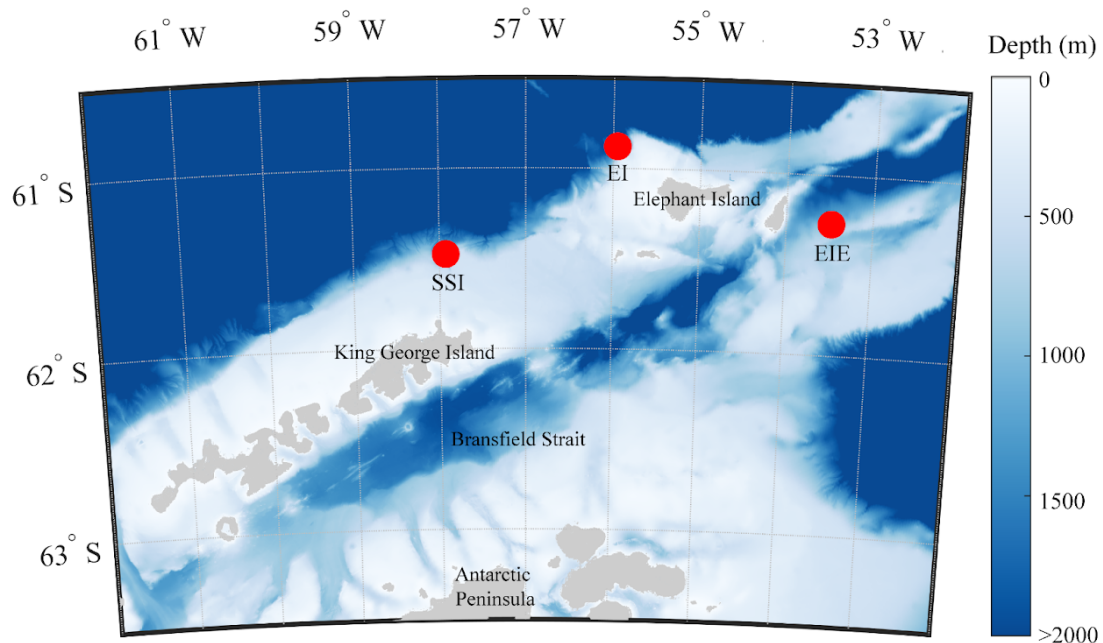 61° W
59° W
57° W
55° W
53° W
Depth (m)
0
61° S
EI
Elephant Island
500
EIE
SSI
King George Island
1000
62° S
Bransfield Strait
1500
63° S
Antarctic
Peninsula
>2000